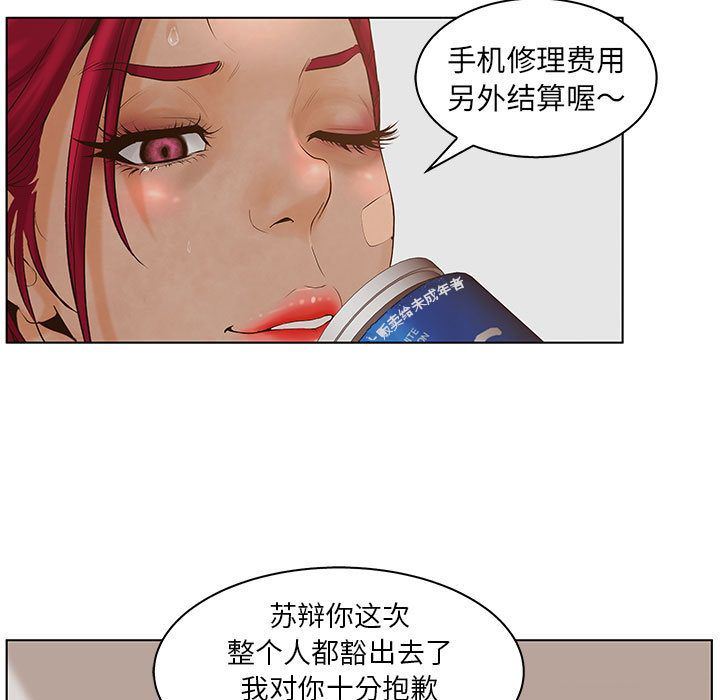 手机修理费用
另外结算喔～
贩卖给未成年者
苏辩你这次
整个人都豁出去了
我对你十分抱歉